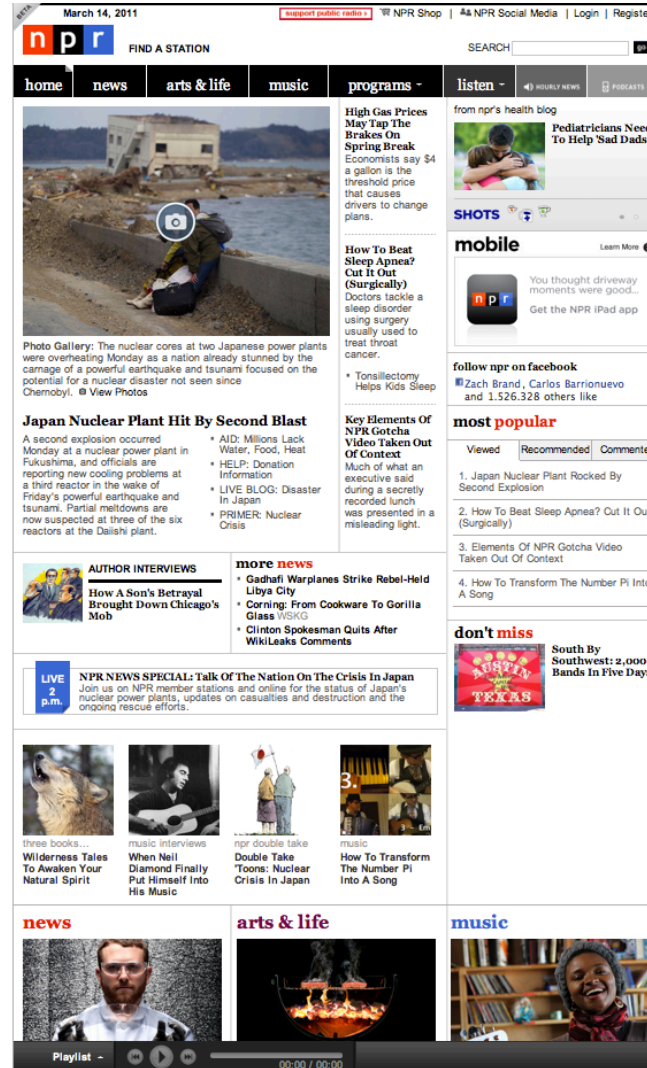 BETA
March 14, 2011
support public radio ›
NPR Shop | NPR Social Media | Login | Registe
n p r
FIND A STATION
SEARCH
go
home news arts & life music programs listen HOURLY NEWS PODCASTS
High Gas Prices
May Tap The
Brakes On
Spring Break
Economists say $4
a gallon is the
threshold price
that causes
drivers to change
plans.
How To Beat
Sleep Apnea?
Cut It Out
(Surgically)
Doctors tackle a
sleep disorder
using surgery
usually used to
treat throat
cancer.
Tonsillectomy
Helps Kids Sleep
Key Elements Of
NPR Gotcha
Video Taken Out
Of Context
Much of what an
executive said
during a secretly
recorded lunch
was presented in a
misleading light.
Photo Gallery: The nuclear cores at two Japanese power plants
were overheating Monday as a nation already stunned by the
carnage of a powerful earthquake and tsunami focused on the
potential for a nuclear disaster not seen since
Chernobyl. View Photos
Japan Nuclear Plant Hit By Second Blast
A second explosion occurred
Monday at a nuclear power plant in
Fukushima, and officials are
reporting new cooling problems at
a third reactor in the wake of
Friday's powerful earthquake and
tsunami. Partial meltdowns are
now suspected at three of the six
reactors at the Daiishi plant.
AID: Millions Lack
Water, Food, Heat
HELP: Donation
Information
LIVE BLOG: Disaster
In Japan
PRIMER: Nuclear
Crisis
AUTHOR INTERVIEWS
How A Son's Betrayal
Brought Down Chicago's
Mob
more news
Gadhafi Warplanes Strike Rebel-Held
Libya City
Corning: From Cookware To Gorilla
Glass WSKG
Clinton Spokesman Quits After
WikiLeaks Comments
LIVE
2
p.m.
NPR NEWS SPECIAL: Talk Of The Nation On The Crisis In Japan
Join us on NPR member stations and online for the status of Japan's
nuclear power plants, updates on casualties and destruction and the
ongoing rescue efforts.
three books...
Wilderness Tales
To Awaken Your
Natural Spirit
music interviews
When Neil
Diamond Finally
Put Himself Into
His Music
npr double take
Double Take
'Toons: Nuclear
Crisis In Japan
3.
3 - Em
music
How To Transform
The Number Pi
Into A Song
from npr's health blog
Pediatricians Need
To Help 'Sad Dads
SHOTS
mobile
Learn More
npr
You thought driveway
moments were good...
Get the NPR iPad app
follow npr on facebook
Zach Brand, Carlos Barrionuevo
and 1.526.328 others like
most popular
Viewed Recommended Commente
1. Japan Nuclear Plant Rocked By
Second Explosion
2. How To Beat Sleep Apnea? Cut It Ou
(Surgically)
3. Elements Of NPR Gotcha Video
Taken Out Of Context
4. How To Transform The Number Pi Into
A Song
don't miss
AUSTIN
TEXAS
South By
Southwest: 2,000
Bands In Five Days
news
arts & life
music
Playlist
00:00 / 00:00